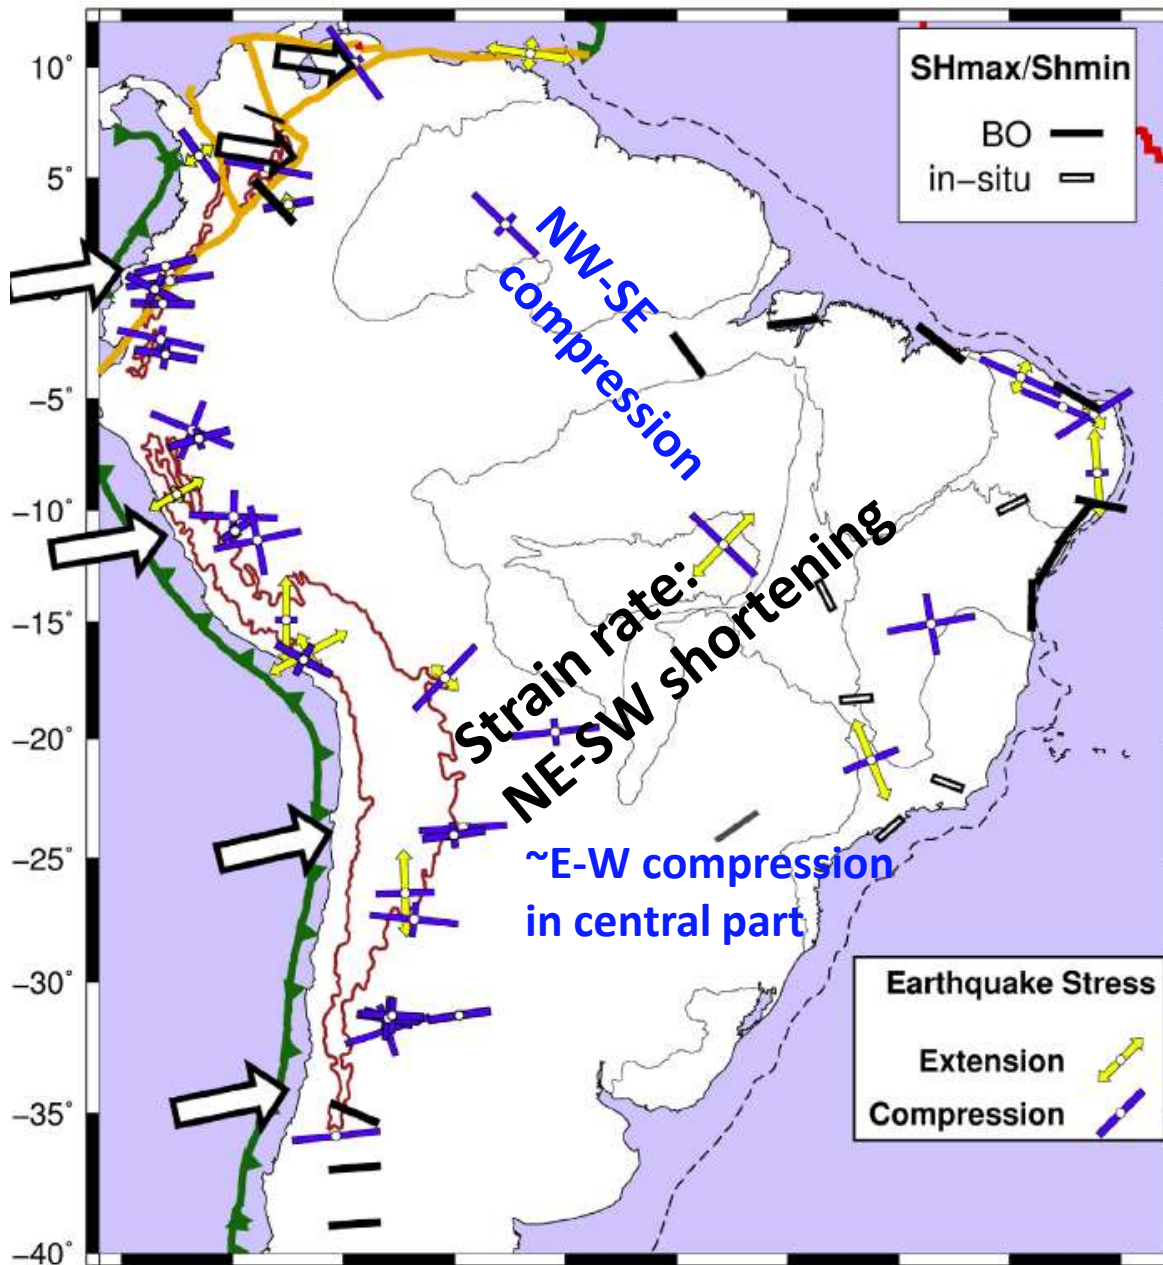 10°
5°
−5°
−10°
−15°
−20°
−25°
−30°
−35°
−40°
SHmax/Shmin
BO
in−situ
NW-SE
compression
Strain rate:
NE-SW shortening
~E-W compression
in central part
Earthquake Stress
Extension
Compression